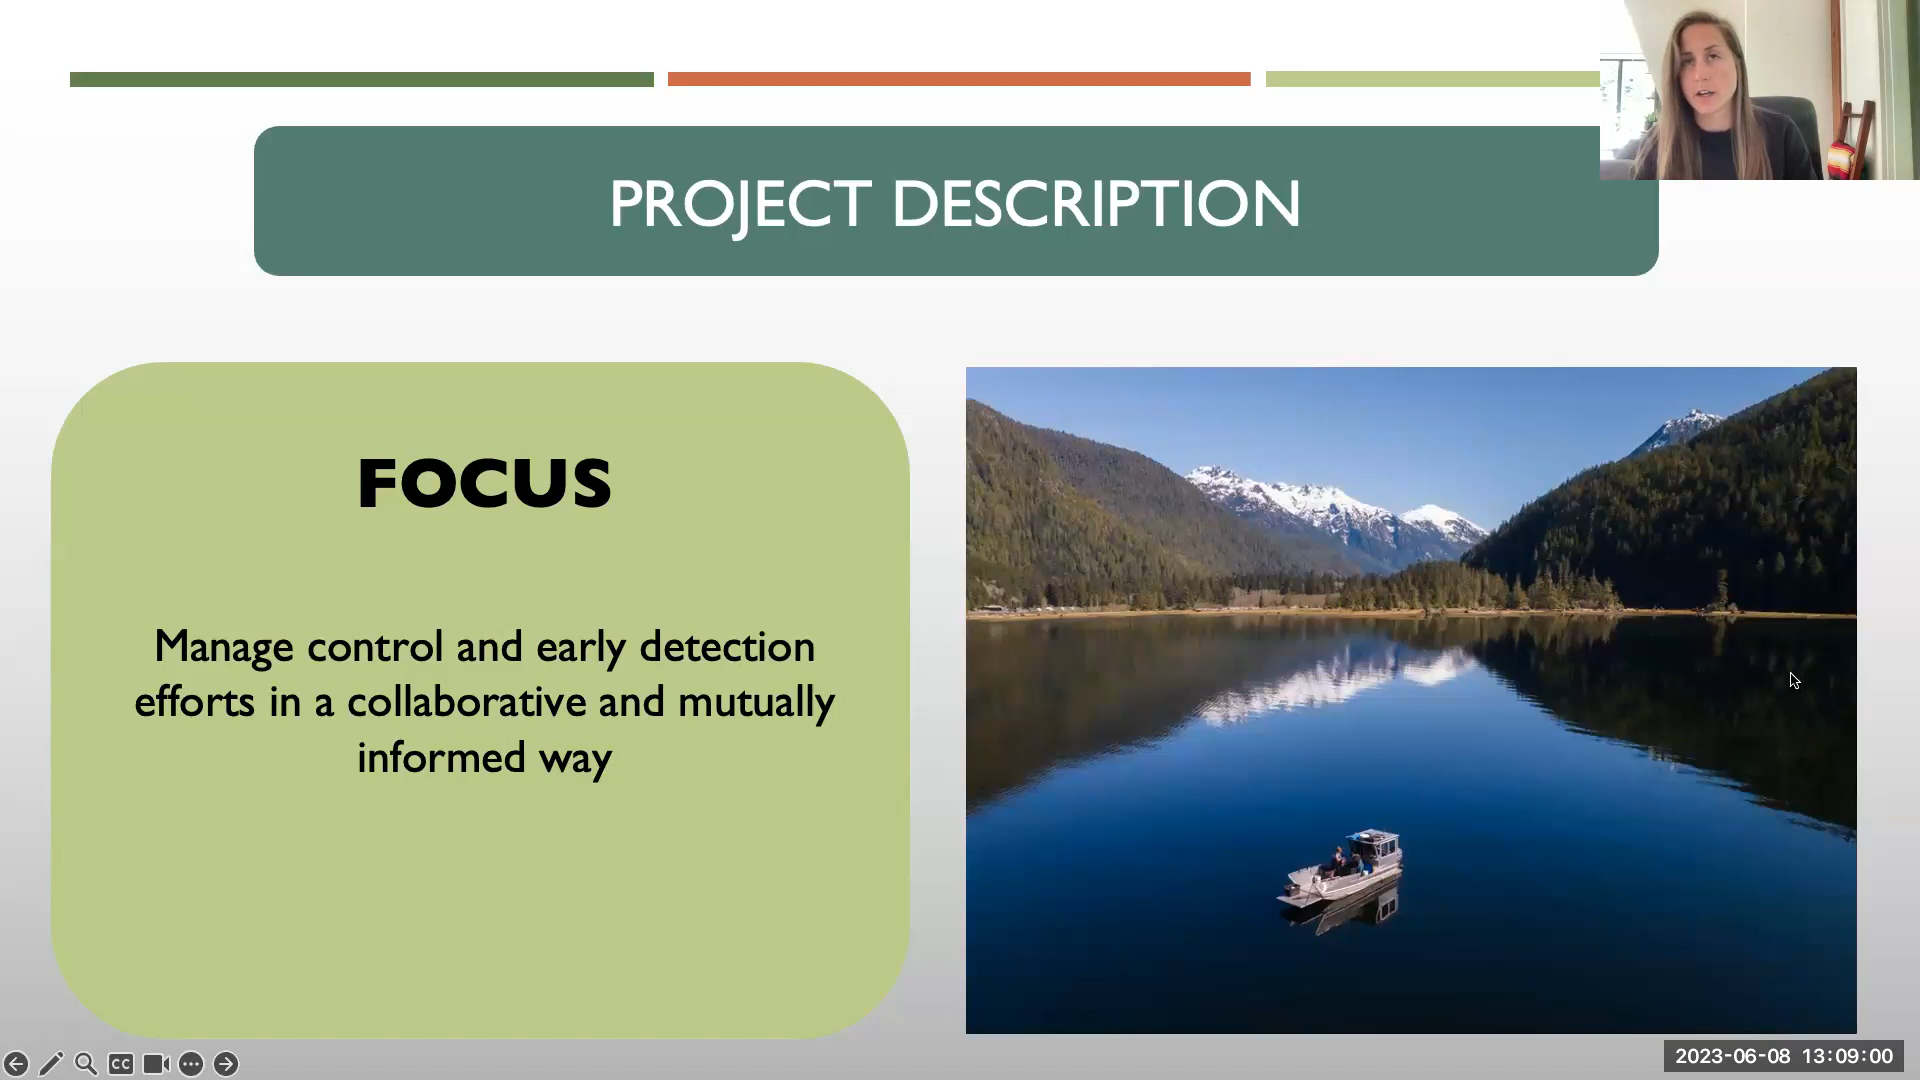 PROJECT DESCRIPTION
FOCUS
Manage control and early detection
efforts in a collaborative and mutually
informed way
CC
2023-06-08 13:09:00